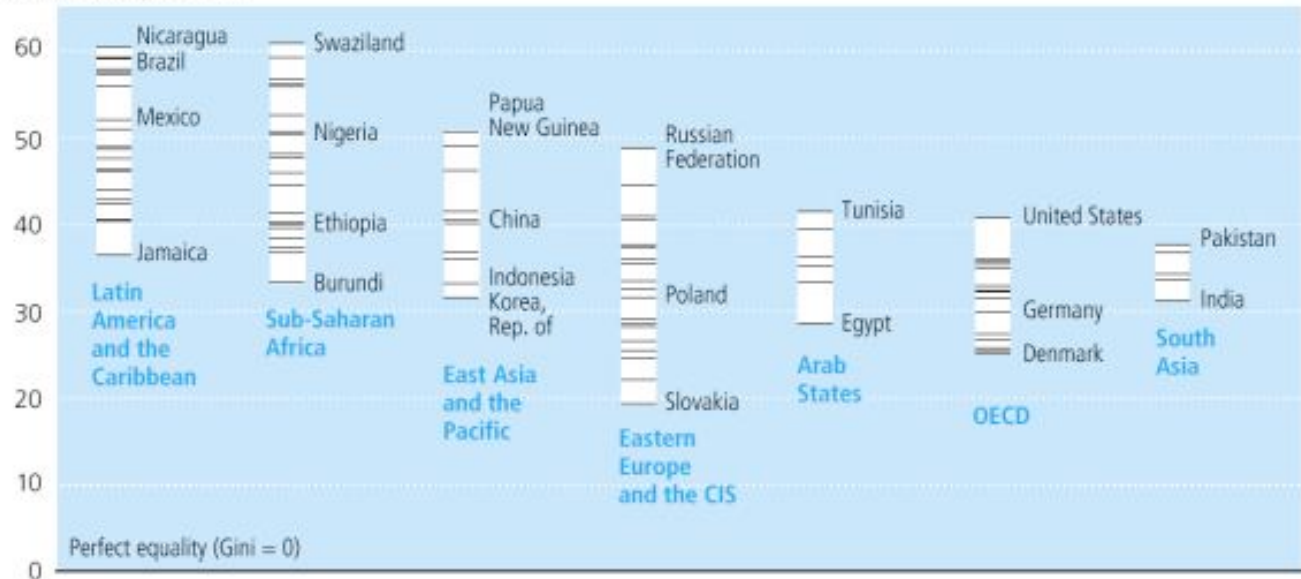 60
50
40
30
20
10
0
Nicaragua
Brazil
Mexico
Jamaica
Latin
America
and the
Caribbean
Swaziland
Nigeria
Ethiopia
Burundi
Sub-Saharan
Africa
Papua
New Guinea
China
Indonesia
Korea,
Rep. of
East Asia
and the
Pacific
Russian
Federation
Poland
Slovakia
Eastern
Europe
and the CIS
Tunisia
Egypt
Arab
States
United States
Germany
Denmark
OECD
Pakistan
India
South
Asia
Perfect equality (Gini = 0)